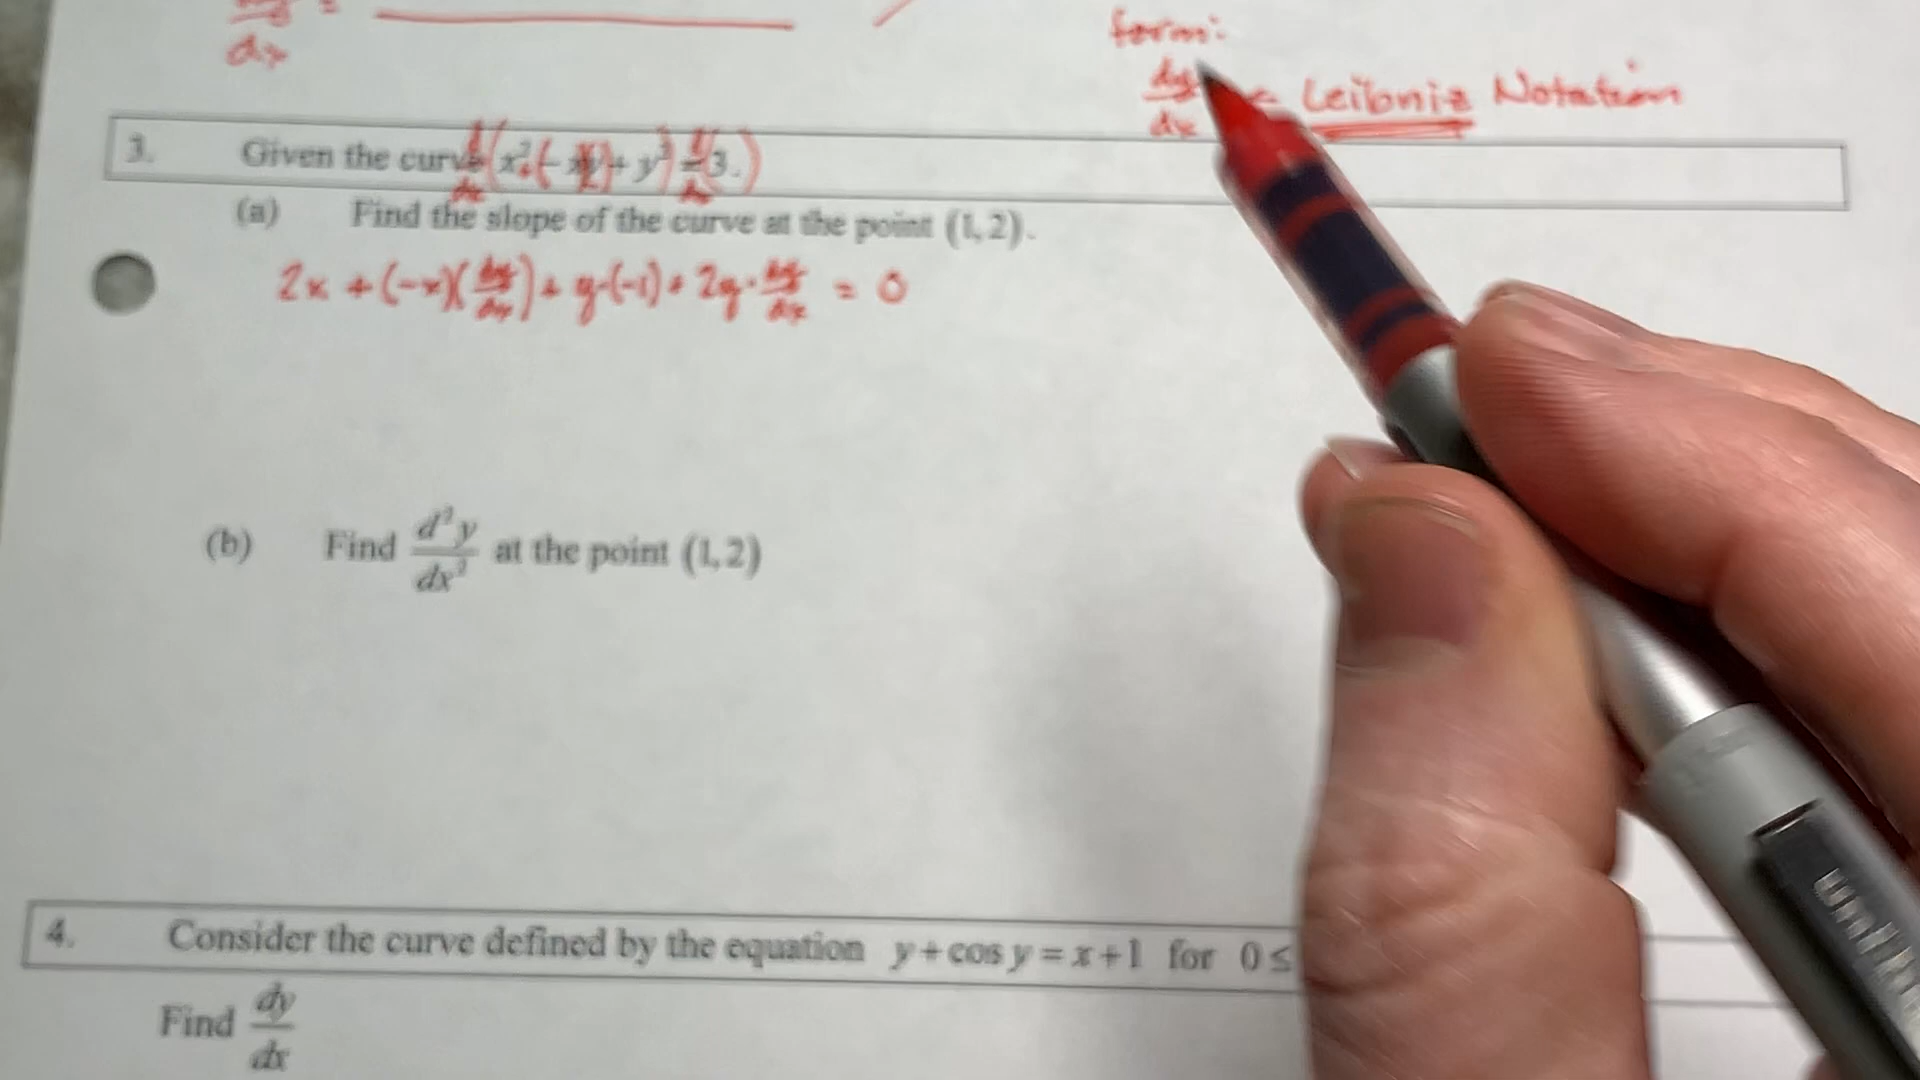 dx
form:
dy/dx Leibniz Notation
3. Given the curve x² - xy + y² = 3.
(a) Find the slope of the curve at the point (1, 2).
2x + (-x)(dy/dx) + y·(-1) + 2y · dy/dx = 0
(b) Find d²y/dx² at the point (1, 2)
4. Consider the curve defined by the equation y + cos y = x + 1 for 0 ≤
Find dy/dx